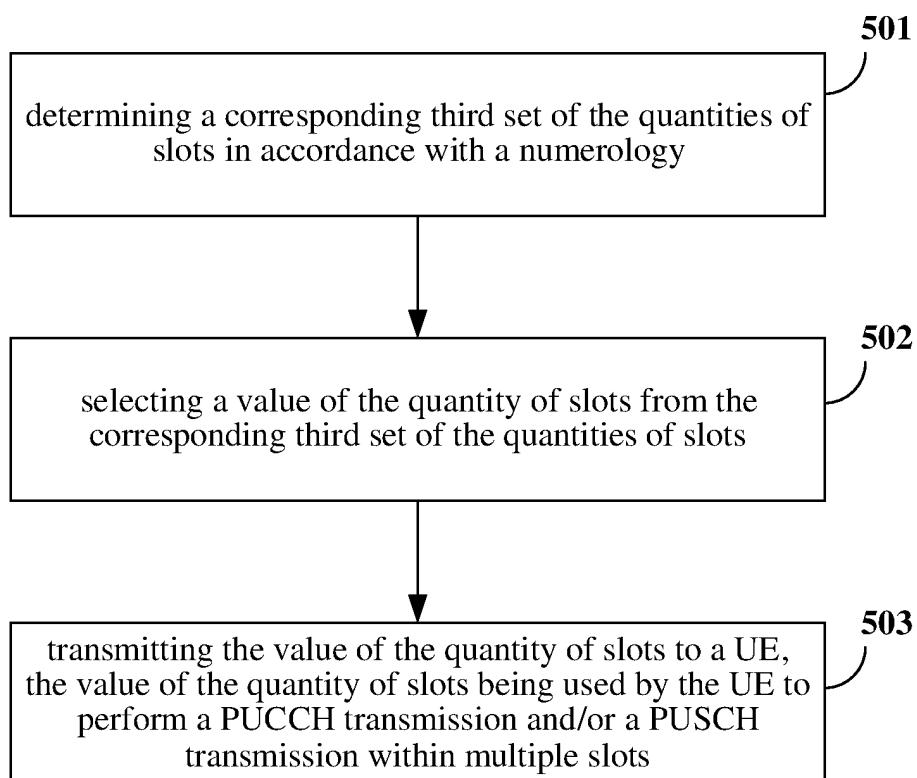 501
determining a corresponding third set of the quantities of
slots in accordance with a numerology
502
selecting a value of the quantity of slots from the
corresponding third set of the quantities of slots
503
transmitting the value of the quantity of slots to a UE,
the value of the quantity of slots being used by the UE to
perform a PUCCH transmission and/or a PUSCH
transmission within multiple slots